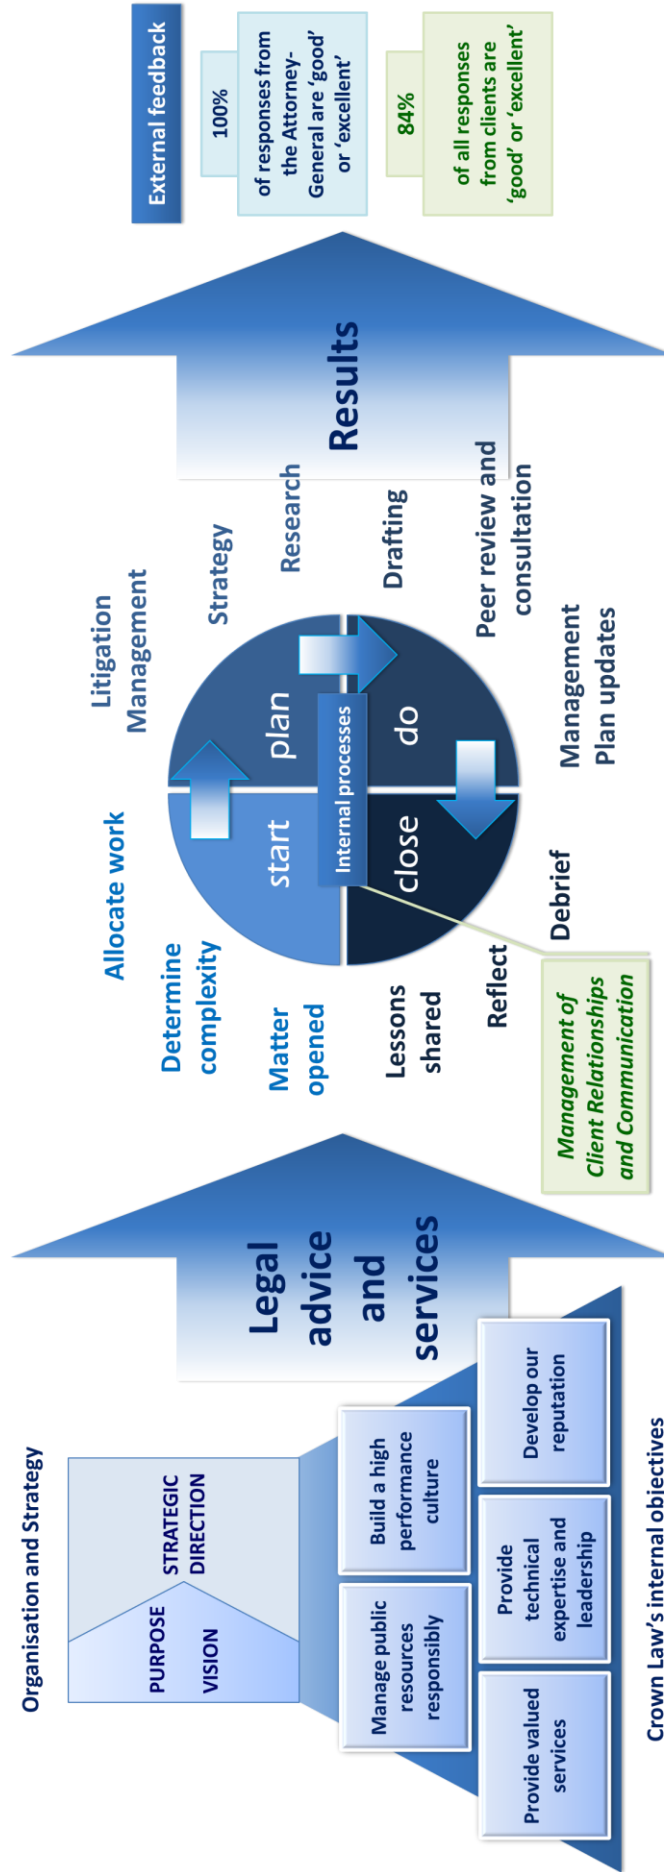 Organisation and Strategy
PURPOSE
VISION
STRATEGIC
DIRECTION
Manage public
resources
responsibly
Build a high
performance
culture
Provide valued
services
Provide
technical
expertise and
leadership
Develop our
reputation
Crown Law's internal objectives
Legal
advice
and
services
Matter
opened
Determine
complexity
Allocate work
Litigation
Management
Strategy
Research
Drafting
Peer review and
consultation
Management
Plan updates
Debrief
Reflect
Lessons
shared
start
plan
Internal processes
close
do
Management of
Client Relationships
and Communication
Results
External feedback
100%
of responses from
the Attorney-
General are 'good'
or 'excellent'
84%
of all responses
from clients are
'good' or 'excellent'